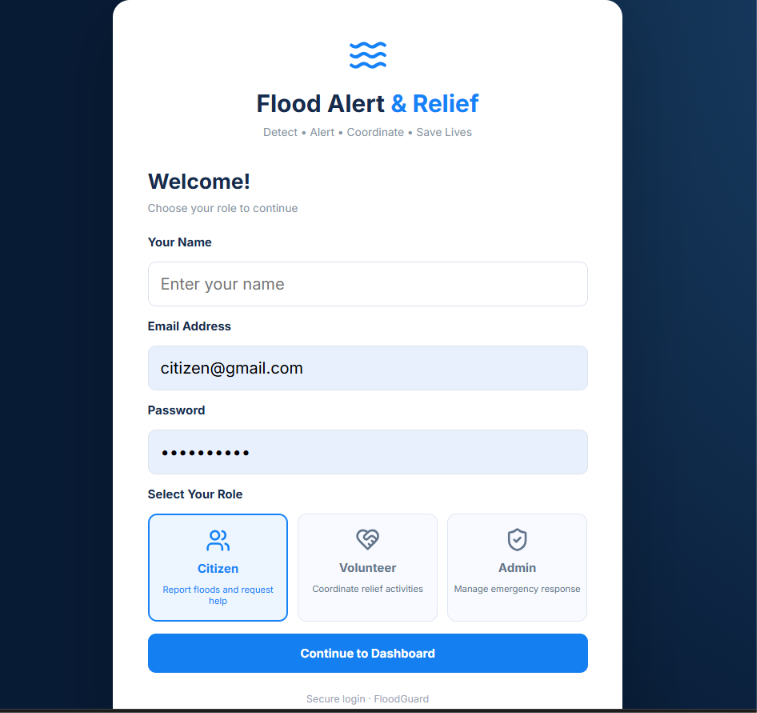 Flood Alert & Relief
Detect • Alert • Coordinate • Save Lives
Welcome!
Choose your role to continue
Your Name
Enter your name
Email Address
citizen@gmail.com
Password
••••••••••
Select Your Role
Citizen
Report floods and request
help
Volunteer
Coordinate relief activities
Admin
Manage emergency response
Continue to Dashboard
Secure login · FloodGuard